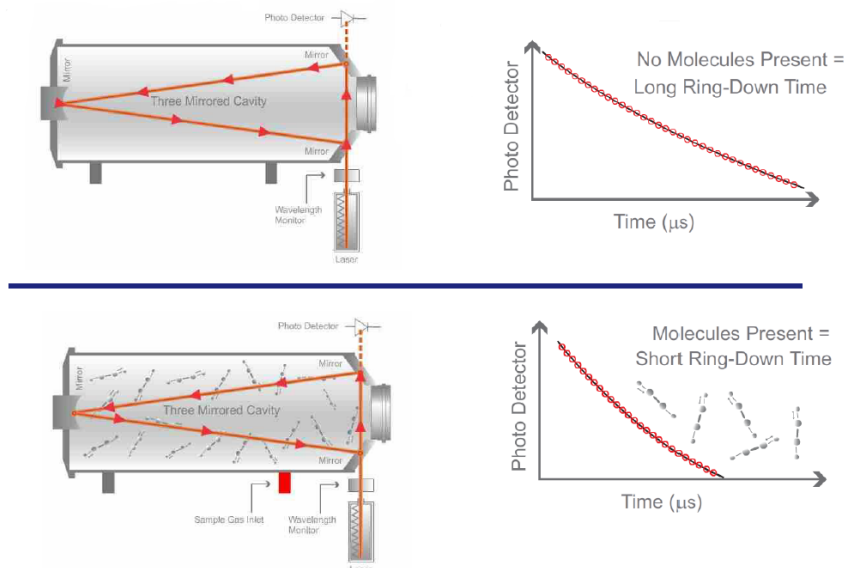 Photo Detector
Mirror
Mirror
Three Mirrored Cavity
Mirror
Wavelength
Monitor
Laser
No Molecules Present =
Long Ring-Down Time
Photo Detector
Time (μs)
Photo Detector
Mirror
Mirror
Three Mirrored Cavity
Mirror
Sample Gas Inlet
Wavelength
Monitor
Molecules Present =
Short Ring-Down Time
Photo Detector
Time (μs)